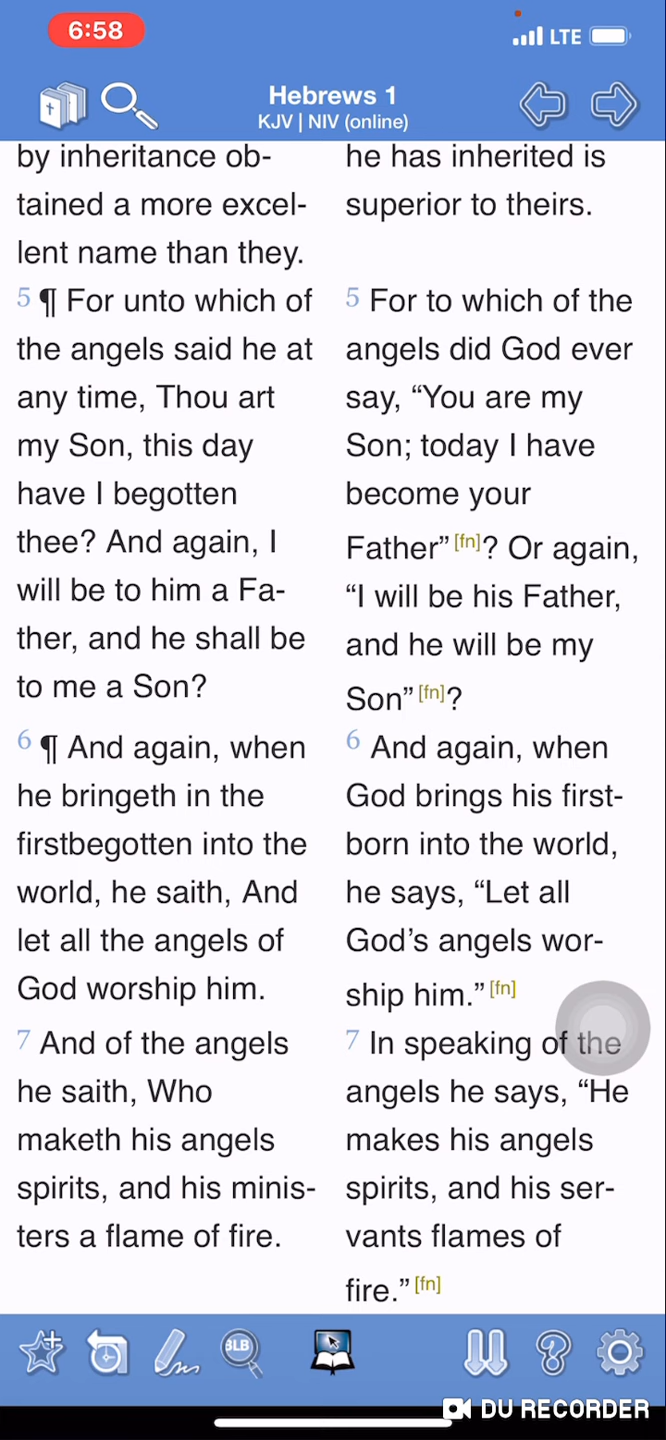 6:58
LTE
Hebrews 1
KJV | NIV (online)
by inheritance ob-
tained a more excel-
lent name than they.
5 ¶ For unto which of
the angels said he at
any time, Thou art
my Son, this day
have I begotten
thee? And again, I
will be to him a Fa-
ther, and he shall be
to me a Son?
6 ¶ And again, when
he bringeth in the
firstbegotten into the
world, he saith, And
let all the angels of
God worship him.
7 And of the angels
he saith, Who
maketh his angels
spirits, and his minis-
ters a flame of fire.
he has inherited is
superior to theirs.
5 For to which of the
angels did God ever
say, “You are my
Son; today I have
become your
Father” [fn]? Or again,
“I will be his Father,
and he will be my
Son” [fn]?
6 And again, when
God brings his first-
born into the world,
he says, “Let all
God’s angels wor-
ship him.” [fn]
7 In speaking of the
angels he says, “He
makes his angels
spirits, and his ser-
vants flames of
fire.” [fn]
BLB
DU RECORDER